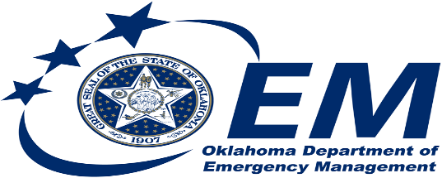 GREAT SEAL OF THE STATE OF OKLAHOMA
1907
EM
Oklahoma Department of
Emergency Management